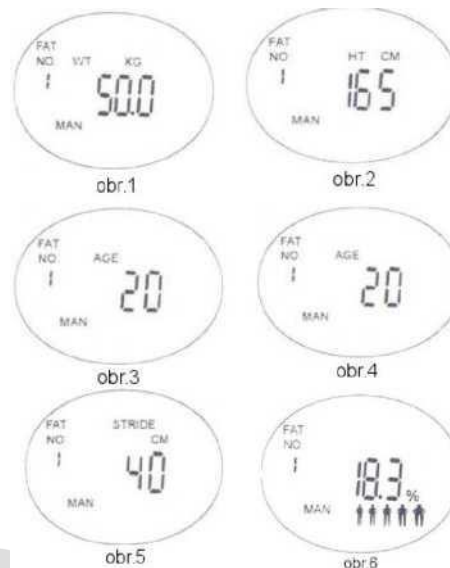 FAT
NO WT KG
1 50.0
MAN
obr.1
FAT
NO HT CM
1 165
MAN
obr.2
FAT
NO AGE
1 20
MAN
obr.3
FAT
NO AGE
1 20
MAN
obr.4
FAT STRIDE
NO CM
1 40
MAN
obr.5
FAT
NO
1 18.3%
MAN
obr.6